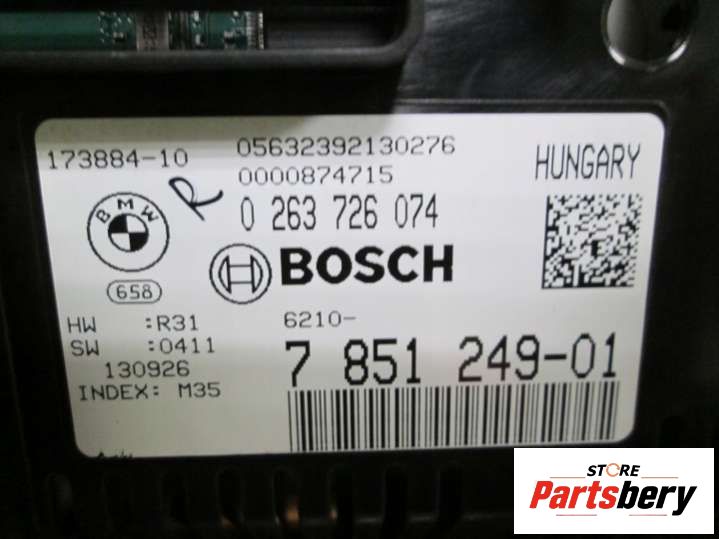 173884-10
05632392130276
0000874715
HUNGARY
R
0 263 726 074
BMW
BOSCH
658
HW :R31
SW :0411
130926
INDEX: M35
6210-
7 851 249-01
STORE
Partsbery